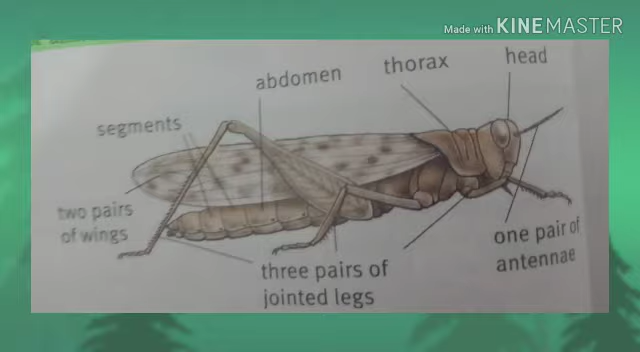 Made with KINEMASTER
head
thorax
abdomen
segments
two pairs
of wings
one pair of
antennae
three pairs of
jointed legs